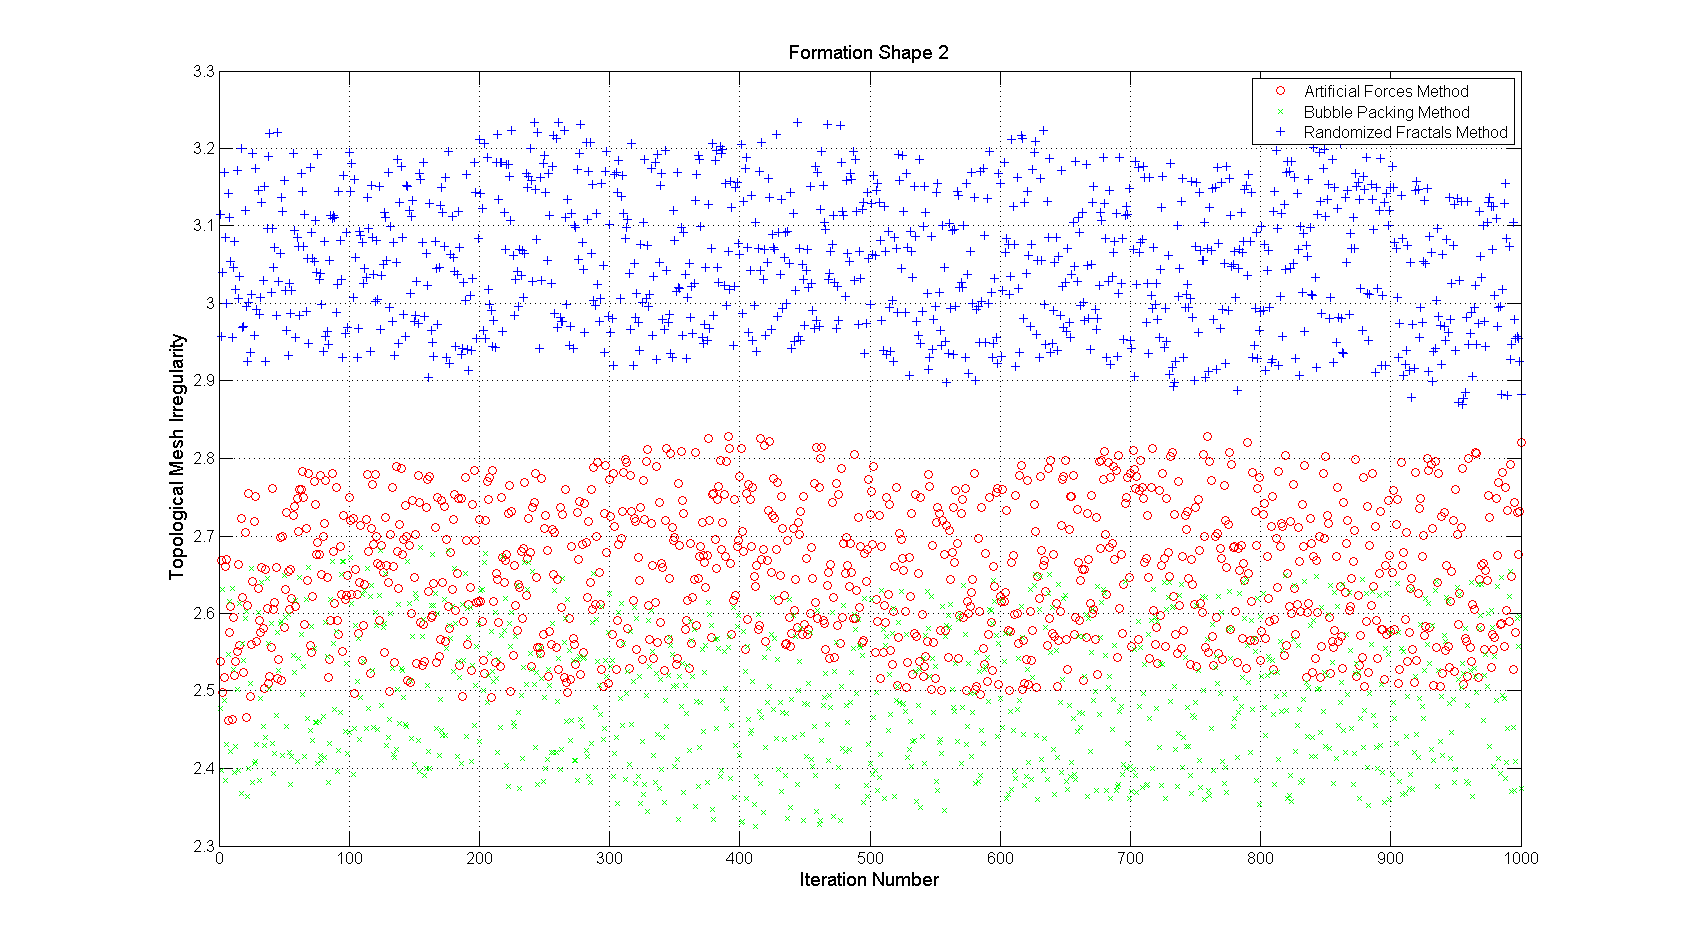 Formation Shape 2
Artificial Forces Method
Bubble Packing Method
Randomized Fractals Method
Topological Mesh Irregularity
3.3
3.2
3.1
3
2.9
2.8
2.7
2.6
2.5
2.4
2.3
0 100 200 300 400 500 600 700 800 900 1000
Iteration Number